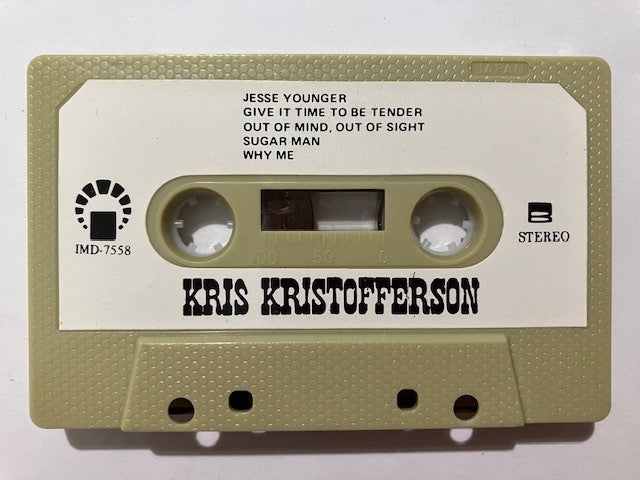 JESSE YOUNGER
GIVE IT TIME TO BE TENDER
OUT OF MIND, OUT OF SIGHT
SUGAR MAN
WHY ME
B
IMD-7558
STEREO
100 50 0
KRIS KRISTOFFERSON